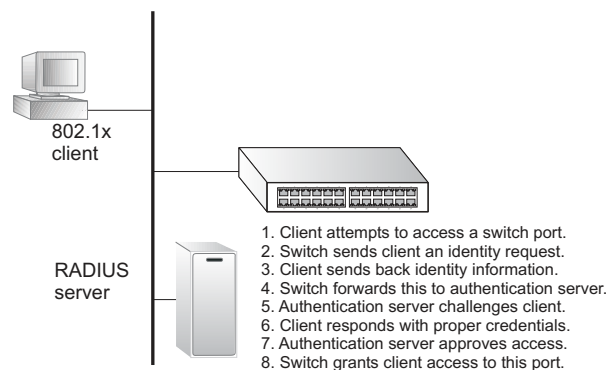 802.1x
client
RADIUS
server
1. Client attempts to access a switch port.
2. Switch sends client an identity request.
3. Client sends back identity information.
4. Switch forwards this to authentication server.
5. Authentication server challenges client.
6. Client responds with proper credentials.
7. Authentication server approves access.
8. Switch grants client access to this port.